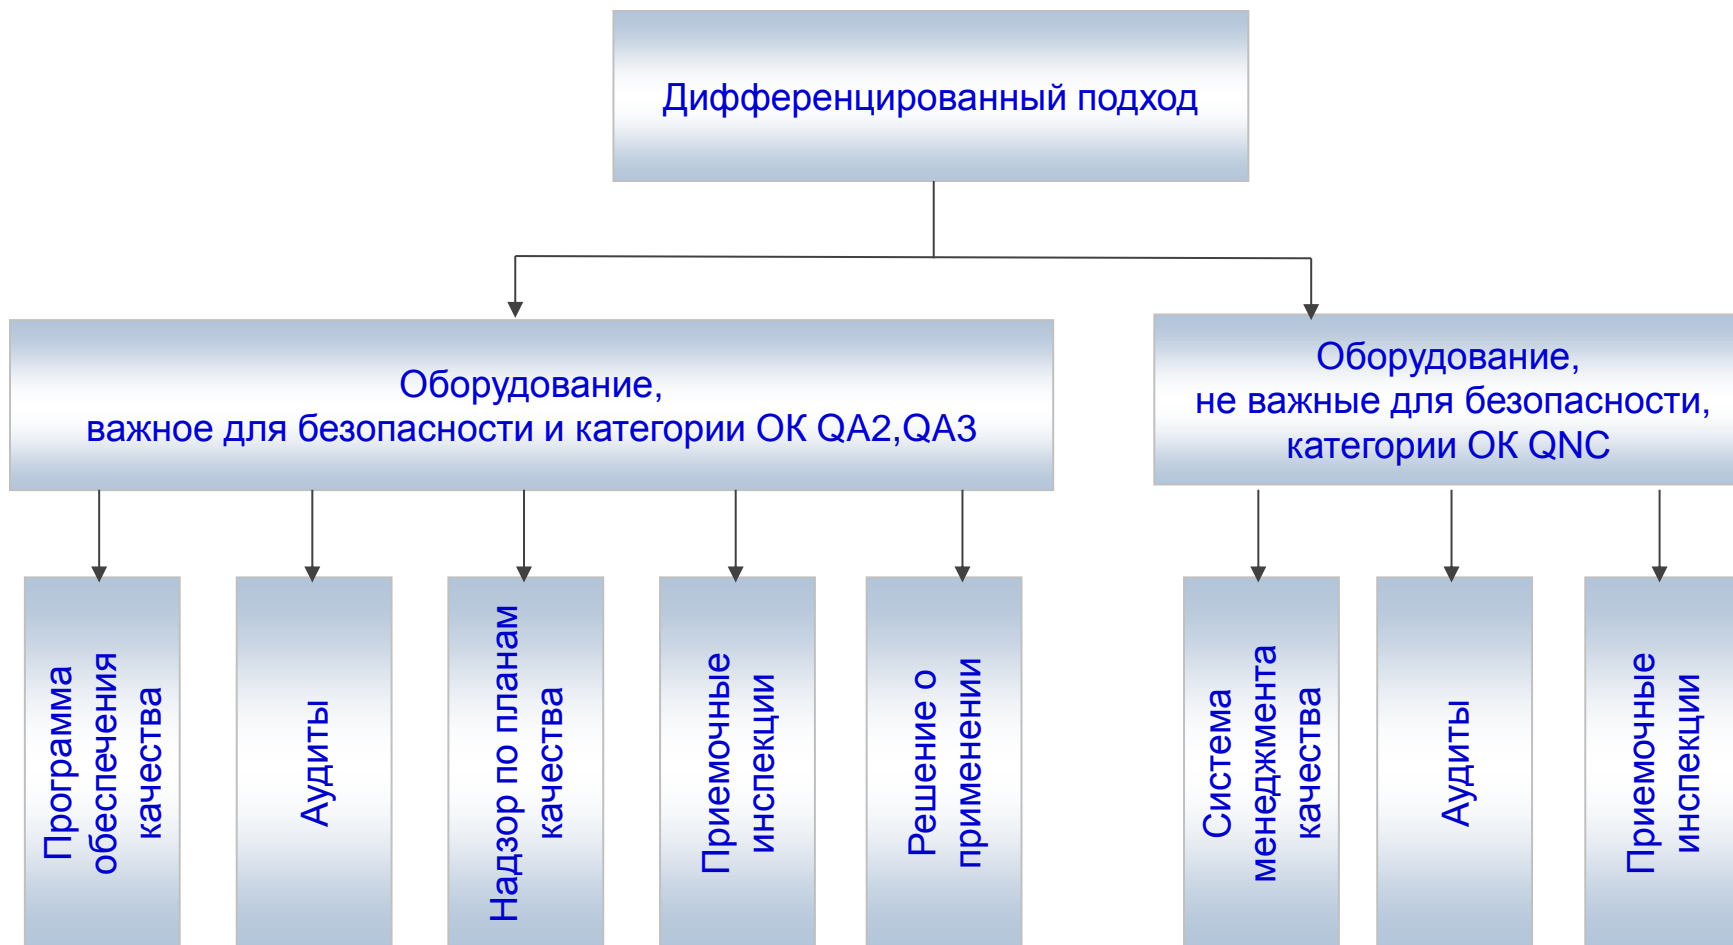 Дифференцированный подход
Оборудование,
важное для безопасности и категории ОК QA2,QA3
Оборудование,
не важные для безопасности,
категории ОК QNC
Программа
обеспечения
качества
Аудиты
Надзор по планам
качества
Приемочные
инспекции
Решение о
применении
Система
менеджмента
качества
Аудиты
Приемочные
инспекции